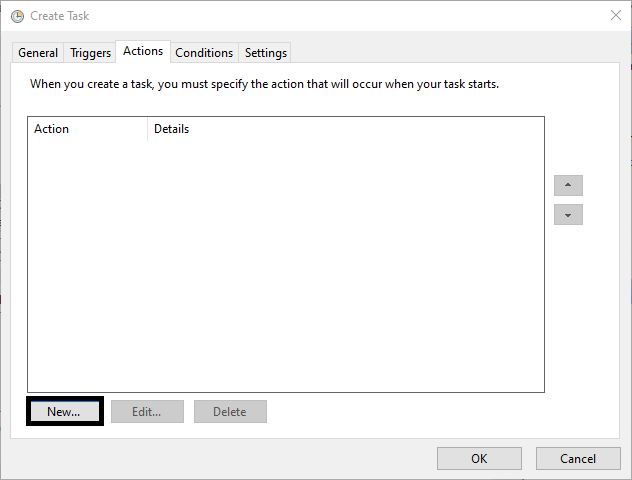 Create Task
General Triggers Actions Conditions Settings
When you create a task, you must specify the action that will occur when your task starts.
Action Details
New... Edit... Delete
OK Cancel